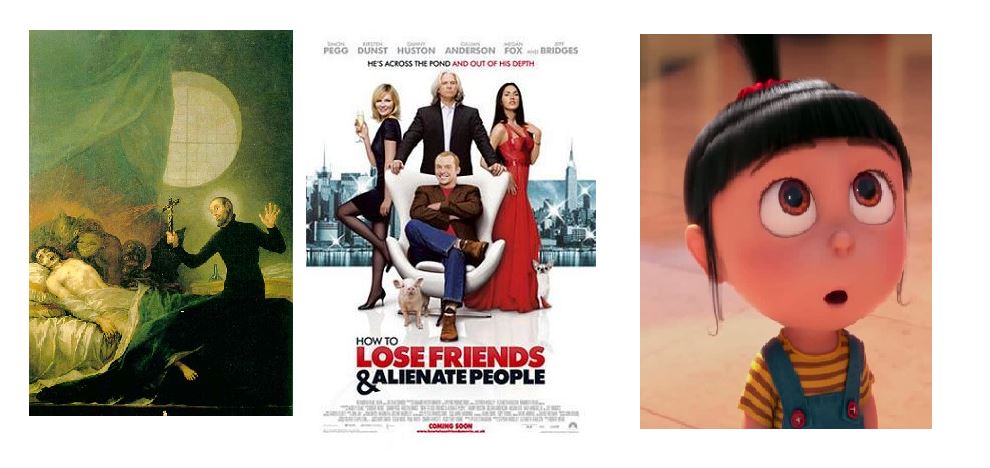 SIMON PEGG KIRSTEN DUNST DANNY HUSTON GILLIAN ANDERSON MEGAN FOX AND JEFF BRIDGES
HE'S ACROSS THE POND AND OUT OF HIS DEPTH
HOW TO
LOSE FRIENDS
& ALIENATE PEOPLE
COMING SOON